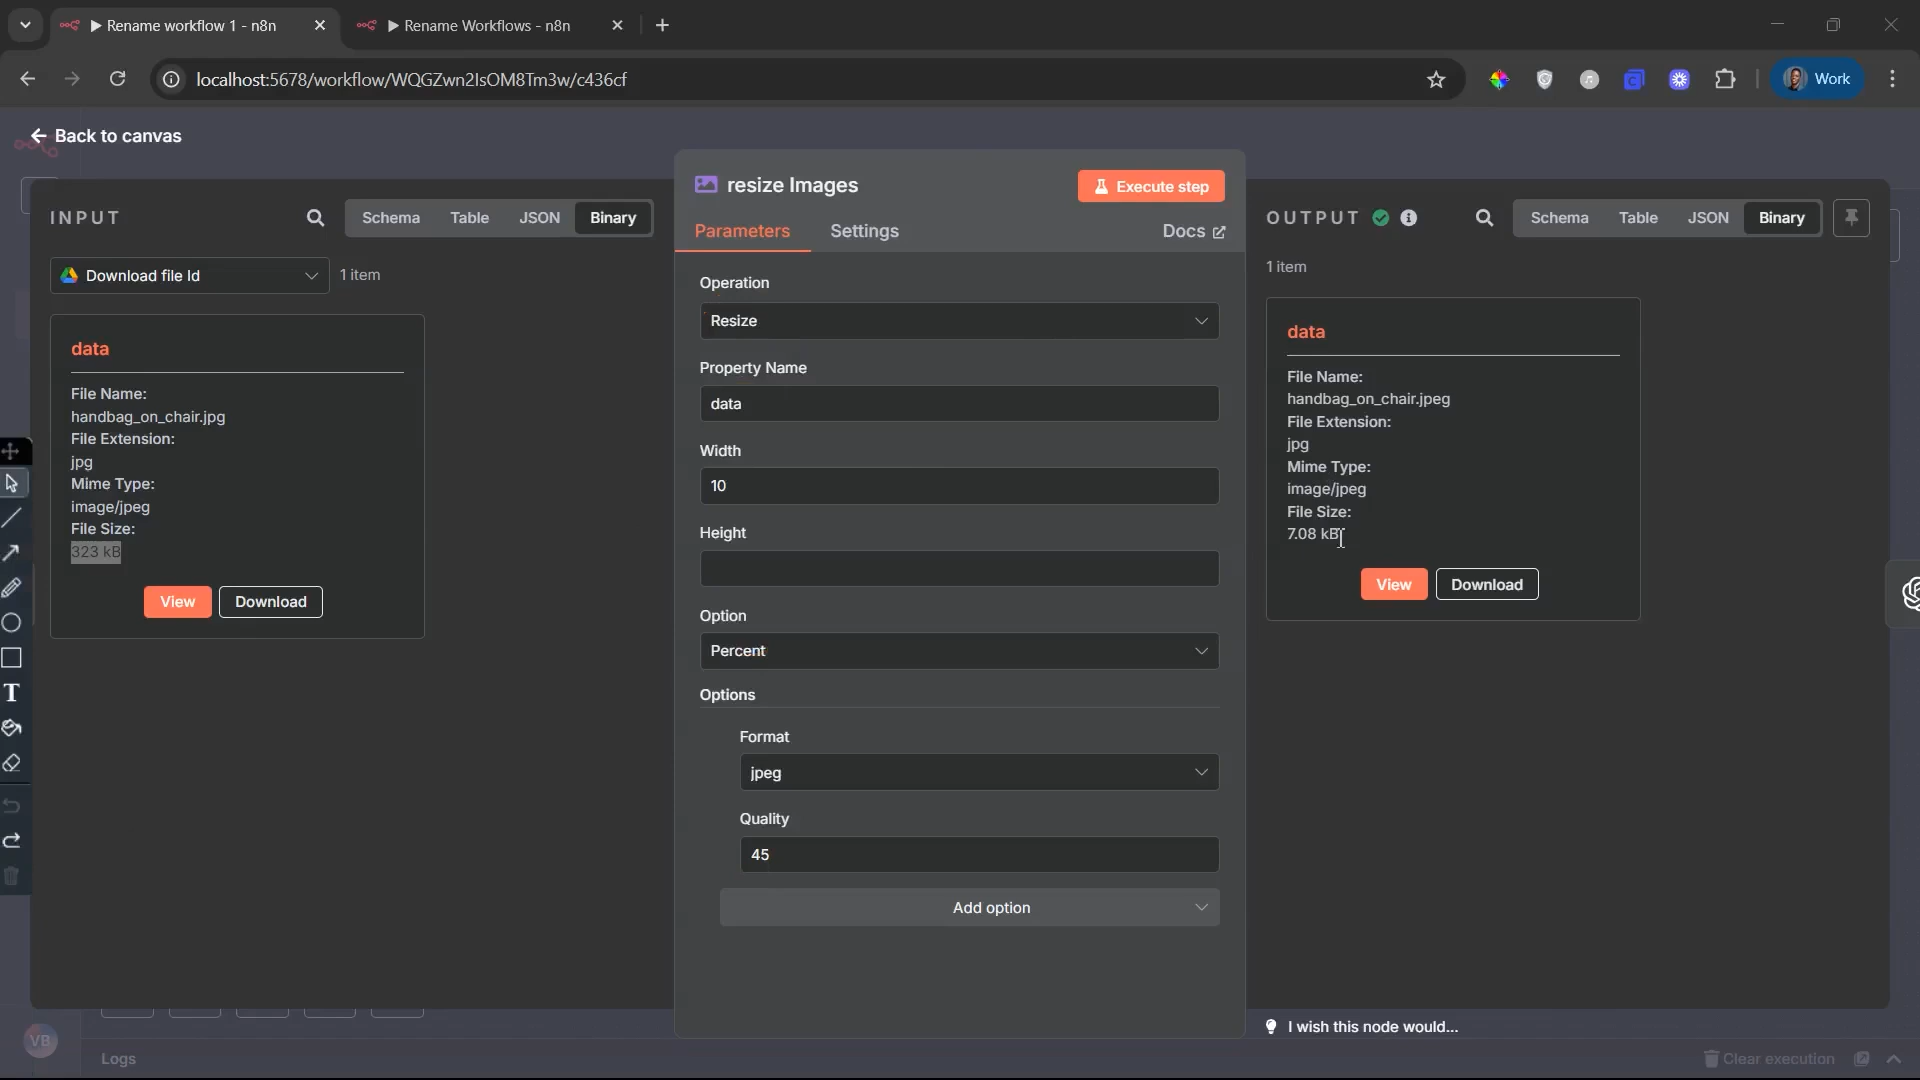 Rename workflow 1 - n8n
Rename Workflows - n8n
localhost:5678/workflow/WQGZwn2IsOM8Tm3w/c436cf
Work
Back to canvas
INPUT
Schema
Table
JSON
Binary
Download file Id
1 item
data
File Name:
handbag_on_chair.jpg
File Extension:
jpg
Mime Type:
image/jpeg
File Size:
323 kB
View
Download
resize Images
Execute step
Parameters
Settings
Docs
Operation
Resize
Property Name
data
Width
10
Height
Option
Percent
Options
Format
jpeg
Quality
45
Add option
OUTPUT
Schema
Table
JSON
Binary
1 item
data
File Name:
handbag_on_chair.jpeg
File Extension:
jpg
Mime Type:
image/jpeg
File Size:
7.08 kB
View
Download
I wish this node would...
T
VB
Logs
Clear execution